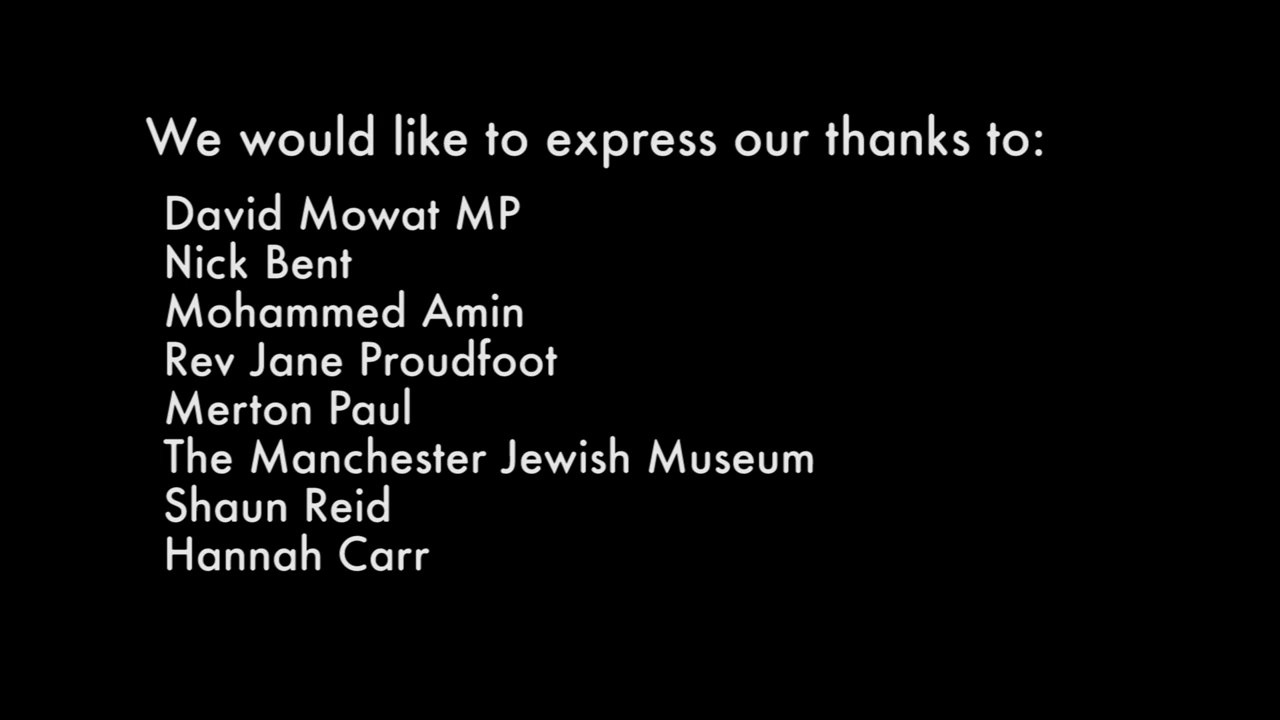 We would like to express our thanks to:
David Mowat MP
Nick Bent
Mohammed Amin
Rev Jane Proudfoot
Merton Paul
The Manchester Jewish Museum
Shaun Reid
Hannah Carr